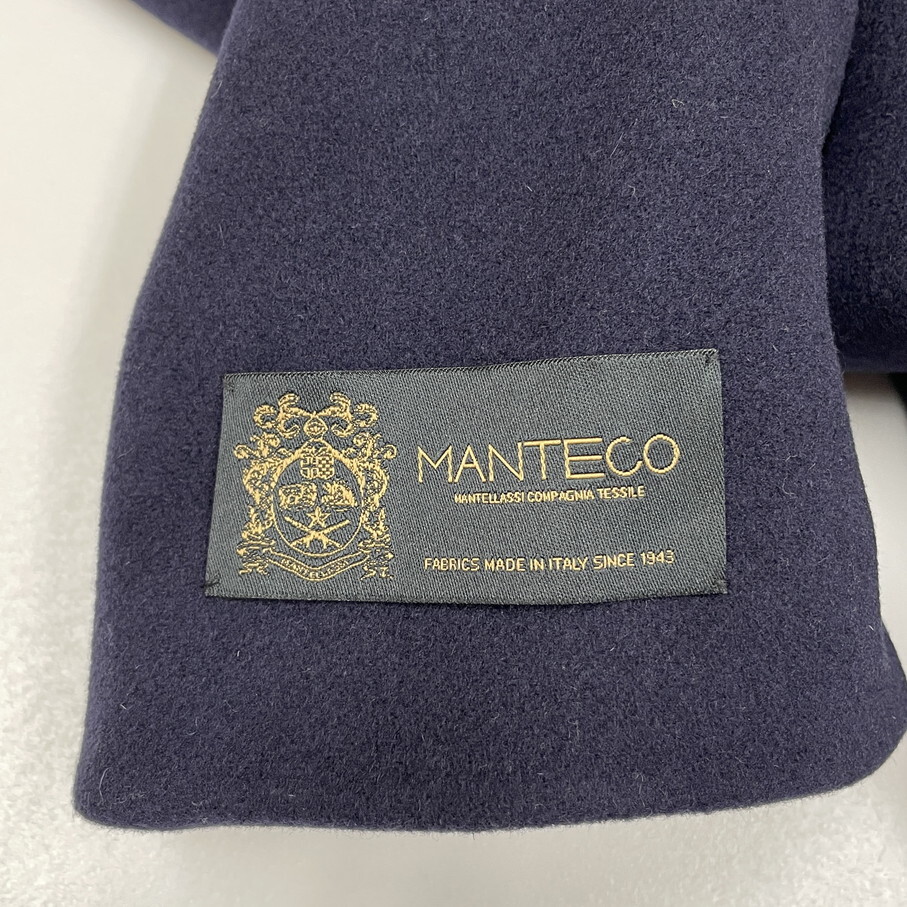 MANTECO
MANTELLASSI COMPAGNIA TESSILE
FABRICS MADE IN ITALY SINCE 1943